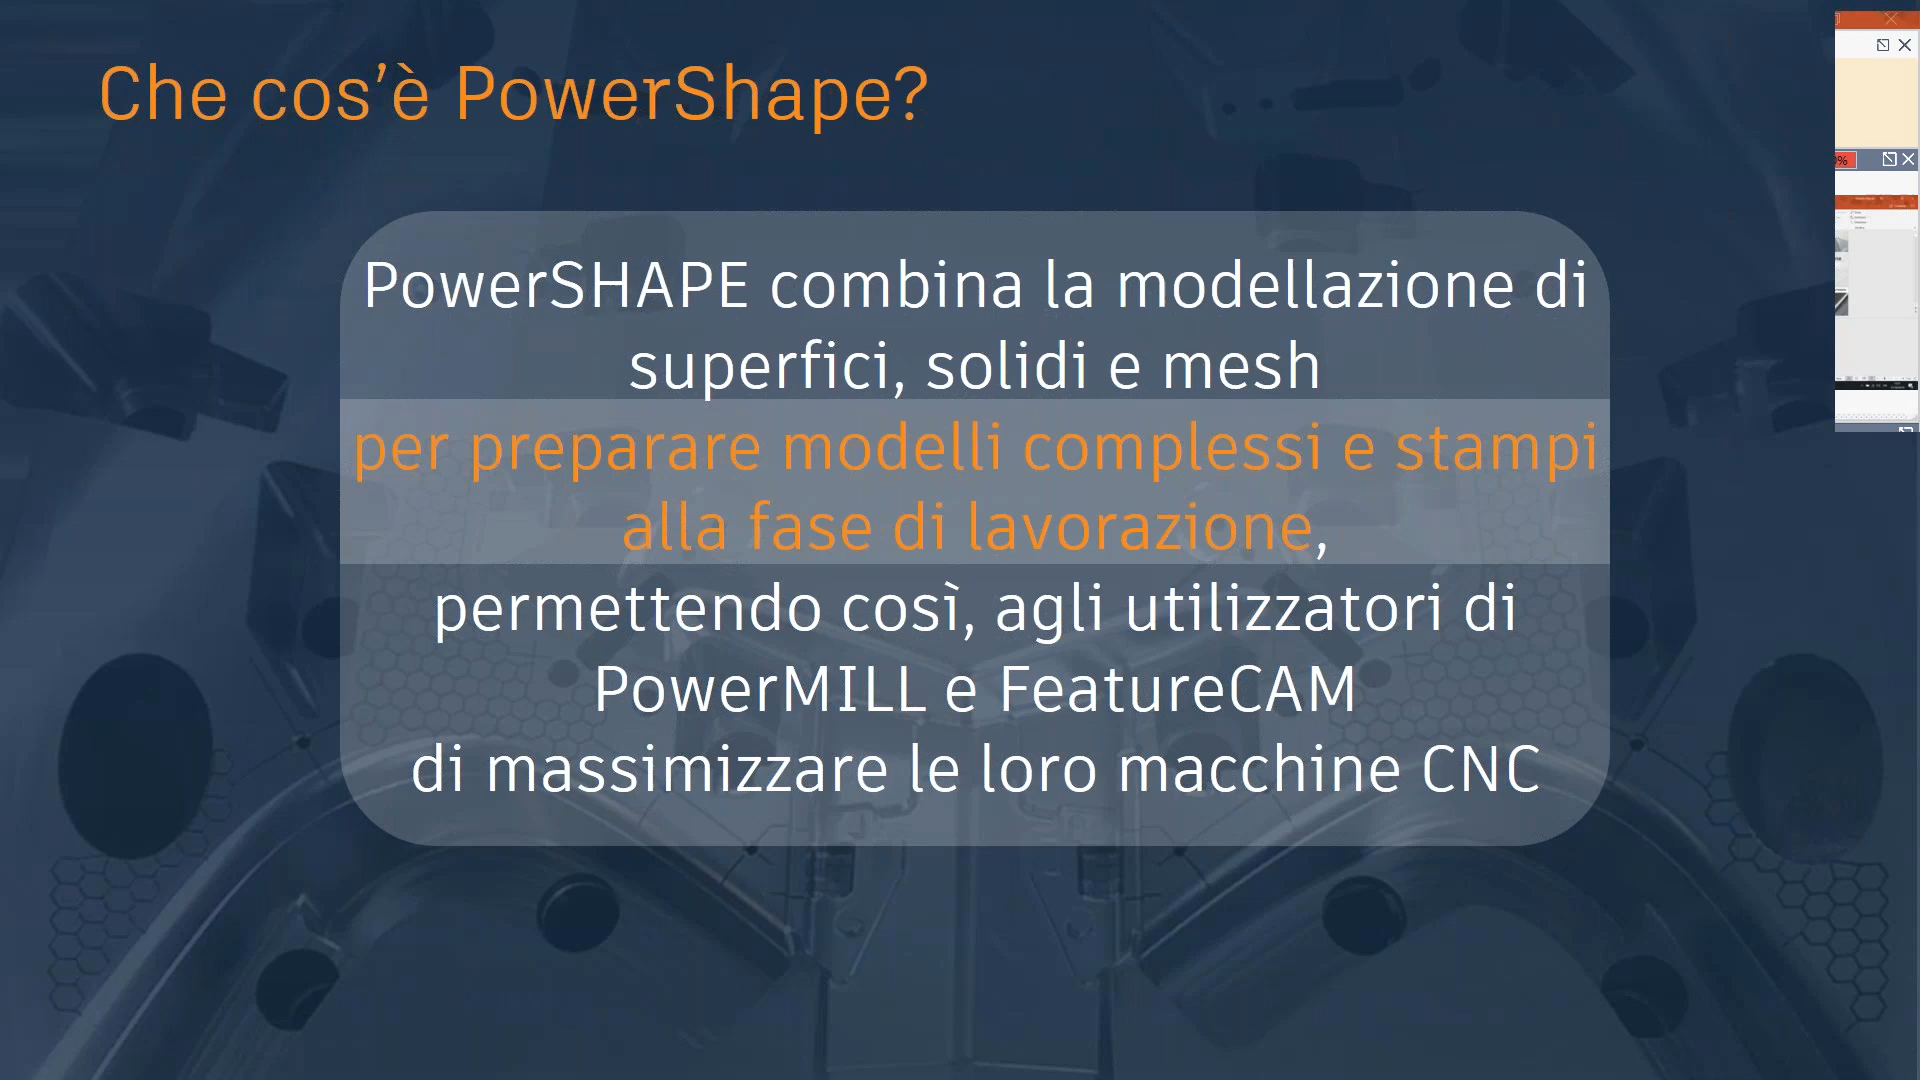 Che cos’è PowerShape?
PowerSHAPE combina la modellazione di
superfici, solidi e mesh
per preparare modelli complessi e stampi
alla fase di lavorazione,
permettendo così, agli utilizzatori di
PowerMILL e FeatureCAM
di massimizzare le loro macchine CNC